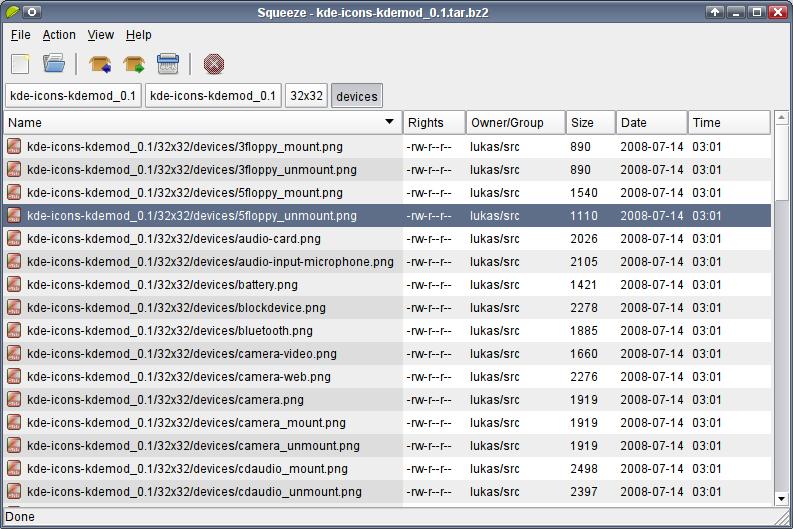 Squeeze - kde-icons-kdemod_0.1.tar.bz2
File Action View Help
kde-icons-kdemod_0.1 kde-icons-kdemod_0.1 32x32 devices
Name Rights Owner/Group Size Date Time
kde-icons-kdemod_0.1/32x32/devices/3floppy_mount.png -rw-r--r-- lukas/src 890 2008-07-14 03:01
kde-icons-kdemod_0.1/32x32/devices/3floppy_unmount.png -rw-r--r-- lukas/src 890 2008-07-14 03:01
kde-icons-kdemod_0.1/32x32/devices/5floppy_mount.png -rw-r--r-- lukas/src 1540 2008-07-14 03:01
kde-icons-kdemod_0.1/32x32/devices/5floppy_unmount.png -rw-r--r-- lukas/src 1110 2008-07-14 03:01
kde-icons-kdemod_0.1/32x32/devices/audio-card.png -rw-r--r-- lukas/src 2026 2008-07-14 03:01
kde-icons-kdemod_0.1/32x32/devices/audio-input-microphone.png -rw-r--r-- lukas/src 2105 2008-07-14 03:01
kde-icons-kdemod_0.1/32x32/devices/battery.png -rw-r--r-- lukas/src 1421 2008-07-14 03:01
kde-icons-kdemod_0.1/32x32/devices/blockdevice.png -rw-r--r-- lukas/src 2278 2008-07-14 03:01
kde-icons-kdemod_0.1/32x32/devices/bluetooth.png -rw-r--r-- lukas/src 1885 2008-07-14 03:01
kde-icons-kdemod_0.1/32x32/devices/camera-video.png -rw-r--r-- lukas/src 1660 2008-07-14 03:01
kde-icons-kdemod_0.1/32x32/devices/camera-web.png -rw-r--r-- lukas/src 2276 2008-07-14 03:01
kde-icons-kdemod_0.1/32x32/devices/camera.png -rw-r--r-- lukas/src 1919 2008-07-14 03:01
kde-icons-kdemod_0.1/32x32/devices/camera_mount.png -rw-r--r-- lukas/src 1919 2008-07-14 03:01
kde-icons-kdemod_0.1/32x32/devices/camera_unmount.png -rw-r--r-- lukas/src 1919 2008-07-14 03:01
kde-icons-kdemod_0.1/32x32/devices/cdaudio_mount.png -rw-r--r-- lukas/src 2498 2008-07-14 03:01
kde-icons-kdemod_0.1/32x32/devices/cdaudio_unmount.png -rw-r--r-- lukas/src 2397 2008-07-14 03:01
Done